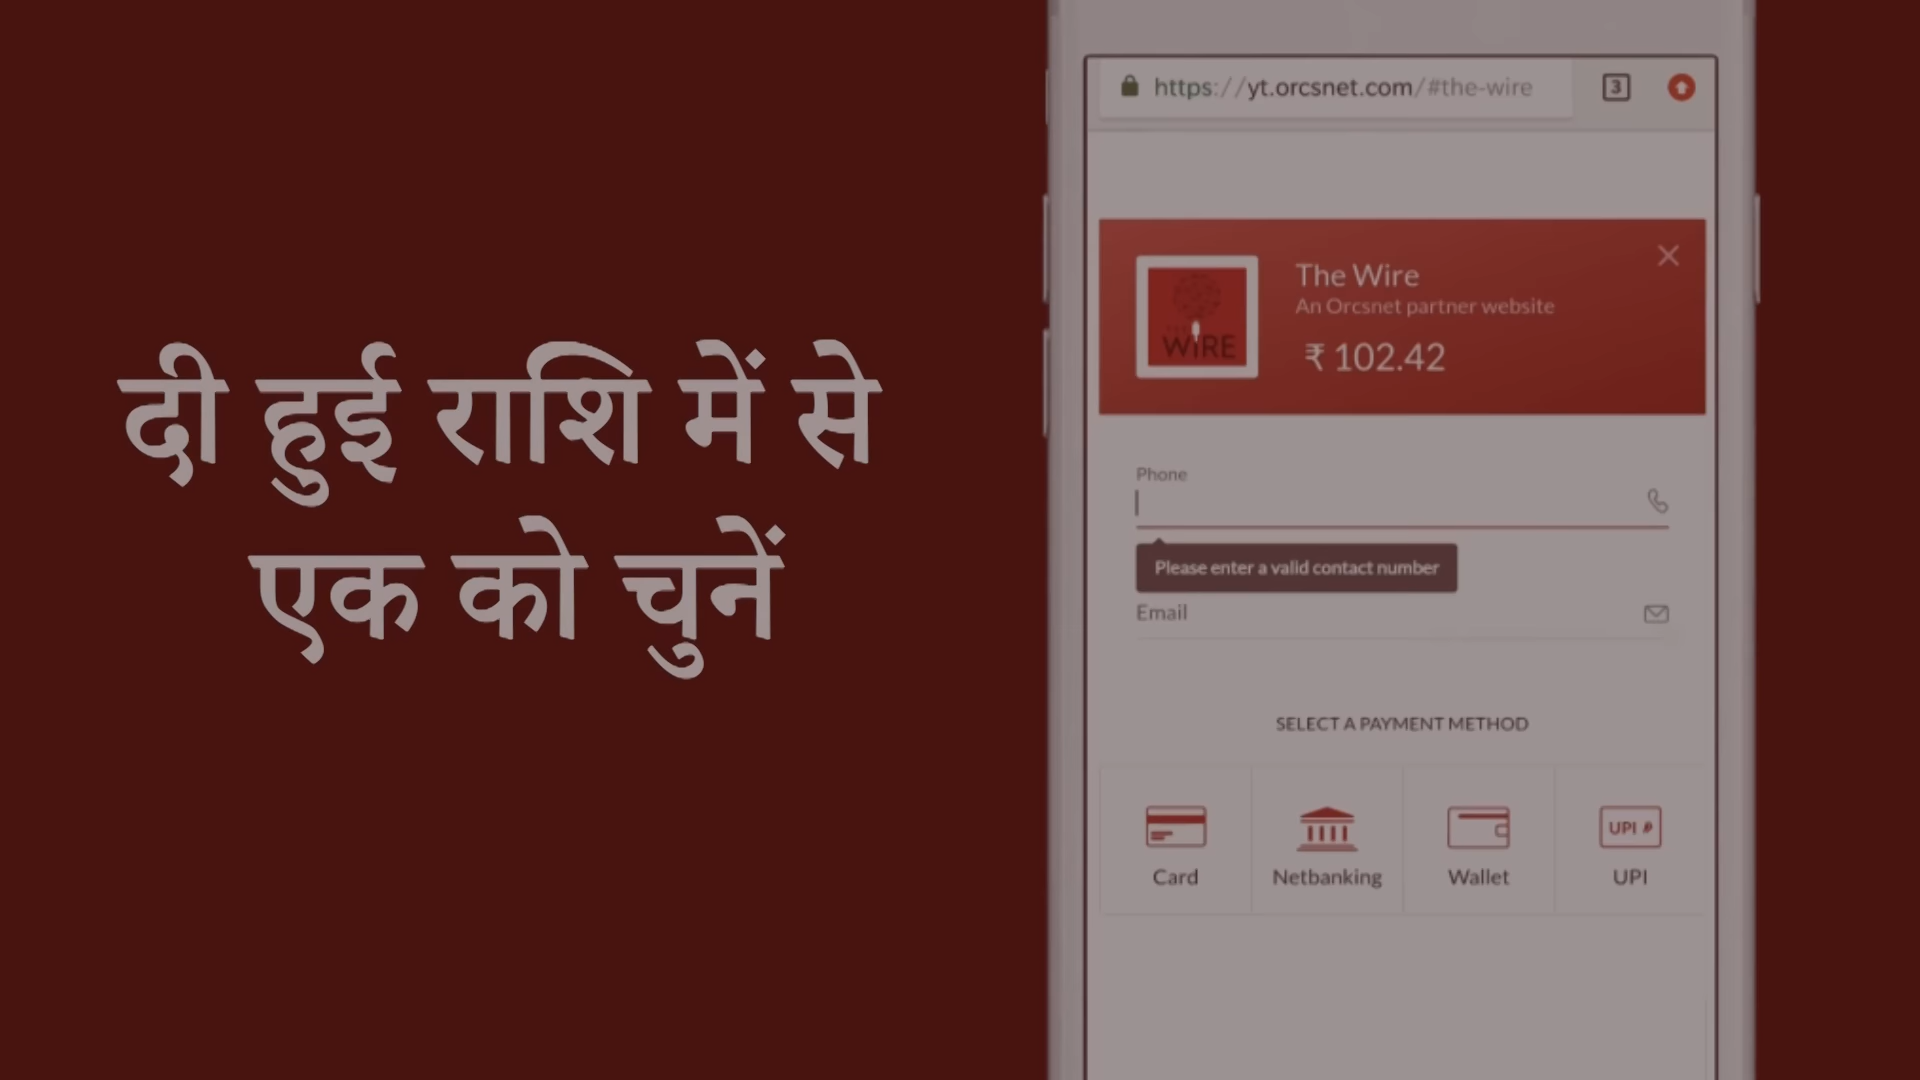 दी हुई राशि में से
एक को चुनें
https://yt.orcsnet.com/#the-wire
3
The Wire
An Orcsnet partner website
₹ 102.42
WIRE
Phone
Please enter a valid contact number
Email
SELECT A PAYMENT METHOD
UPI
Card
Netbanking
Wallet
UPI